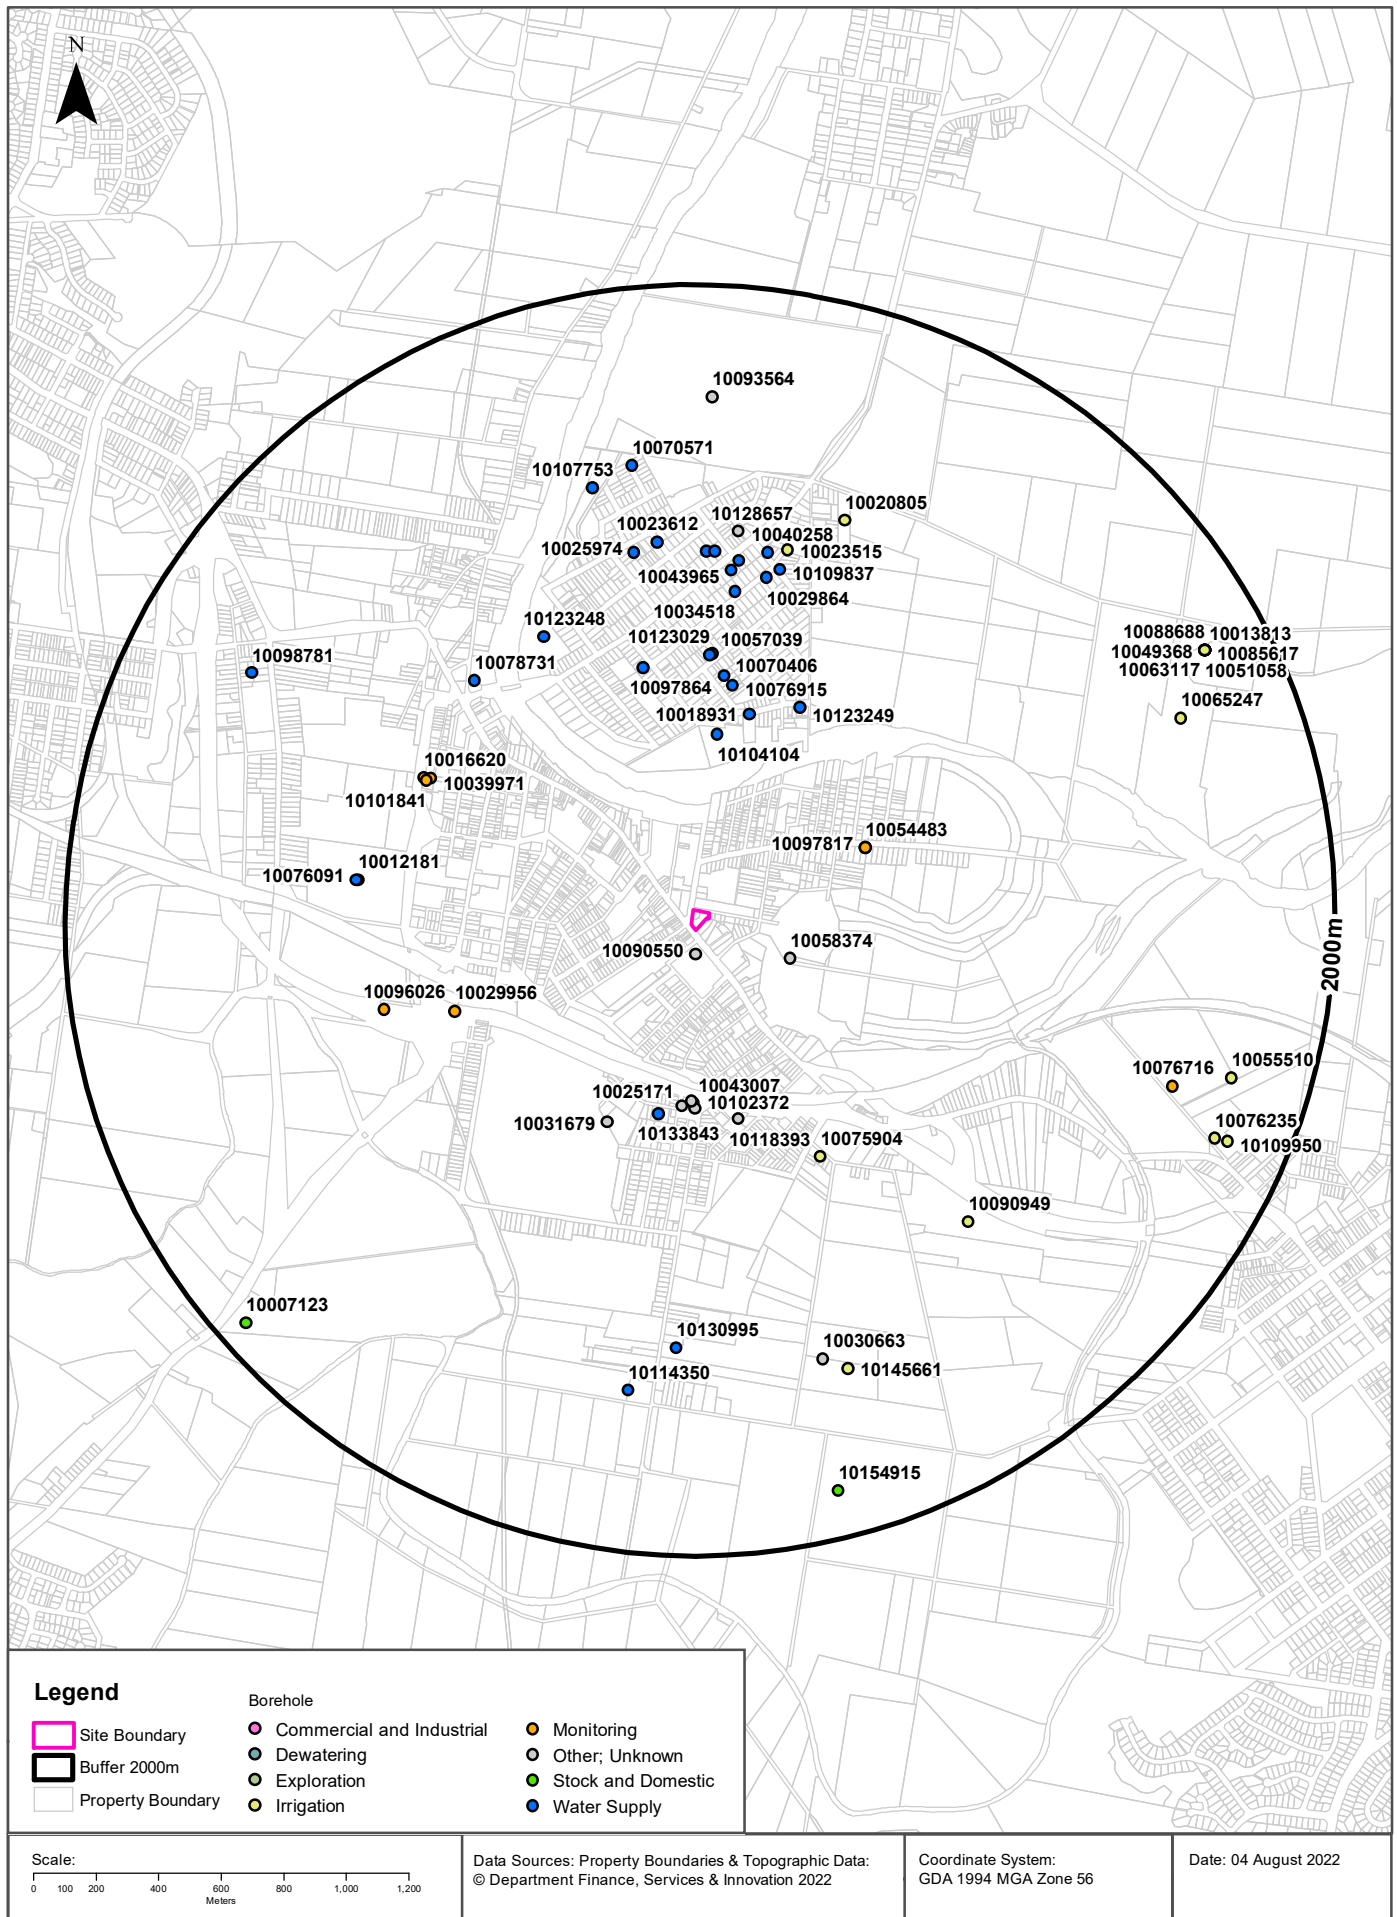 N
10093564
10070571
10107753
10020805
10128657
10023612
10040258
10025974
10023515
10043965
10109837
10029864
10034518
10123248
10123029
10057039
10088688
10013813
10049368
10085617
10098781
10078731
10070406
10063117
10051058
10097864
10076915
10065247
10018931
10123249
10104104
10016620
10039971
10101841
10054483
10097817
10012181
10076091
10058374
10090550
2000m
10096026
10029956
10076716
10055510
10043007
10025171
10102372
10031679
10133843
10118393
10075904
10076235
10109950
10090949
10007123
10130995
10030663
10145661
10114350
10154915
Legend
Site Boundary
Buffer 2000m
Property Boundary
Borehole
Commercial and Industrial
Dewatering
Exploration
Irrigation
Monitoring
Other; Unknown
Stock and Domestic
Water Supply
Scale:
0 100 200 400 600 800 1,000 1,200
Meters
Data Sources: Property Boundaries & Topographic Data:
© Department Finance, Services & Innovation 2022
Coordinate System:
GDA 1994 MGA Zone 56
Date: 04 August 2022